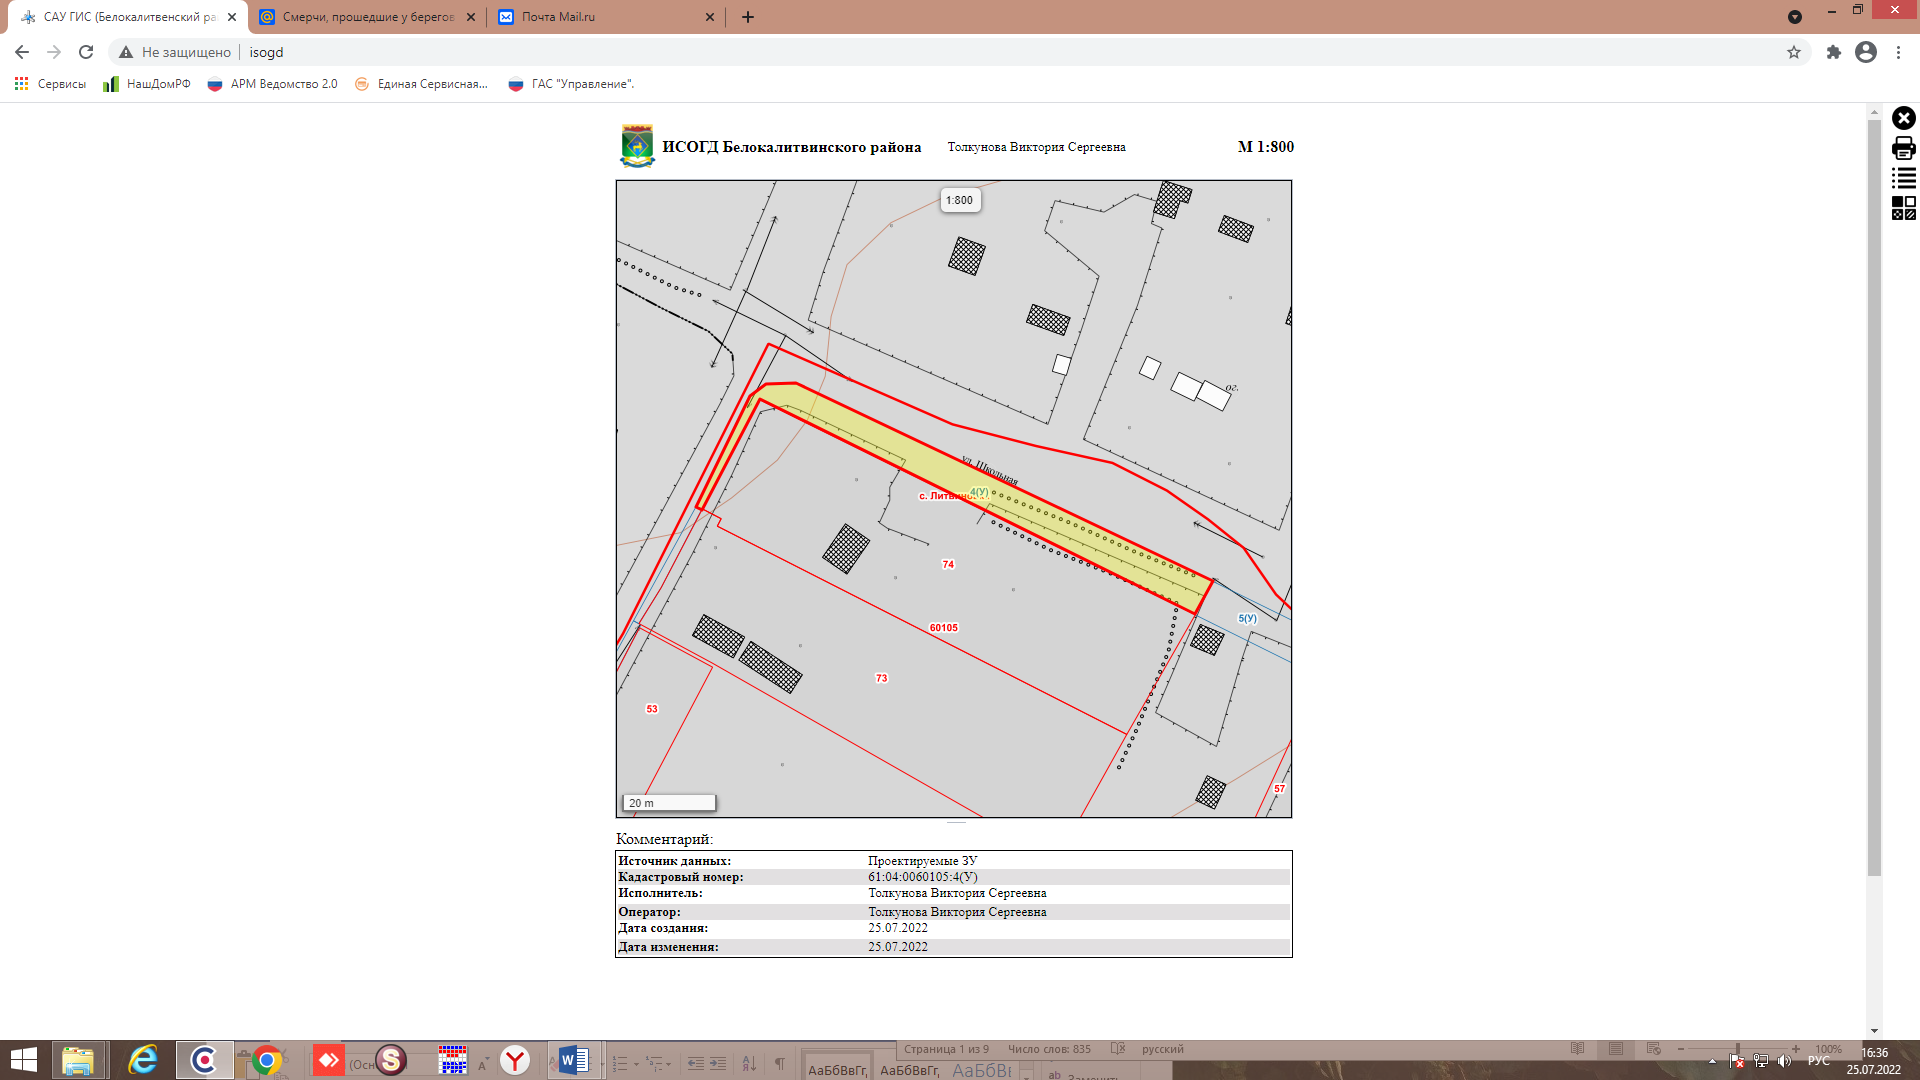 САУ ГИС (Белокалитвенский ра
Смерчи, прошедшие у берегов
Почта Mail.ru
Не защищено
isogd
Сервисы
НашДомРФ
АРМ Ведомство 2.0
Единая Сервисная...
ГАС "Управление".
ИСОГД Белокалитвинского района
Толкунова Виктория Сергеевна
М 1:800
1:800
ог.
ул. Школьная
4(У)
74
5(У)
60105
73
53
57
20 m
Комментарий:
Источник данных: Проектируемые ЗУ
Кадастровый номер: 61:04:0060105:4(У)
Исполнитель: Толкунова Виктория Сергеевна
Оператор: Толкунова Виктория Сергеевна
Дата создания: 25.07.2022
Дата изменения: 25.07.2022
Страница 1 из 9
Число слов: 835
русский
100%
АаБбВвГг,
АаБбВвГг,
АаБбВ
РУС
16:36
25.07.2022